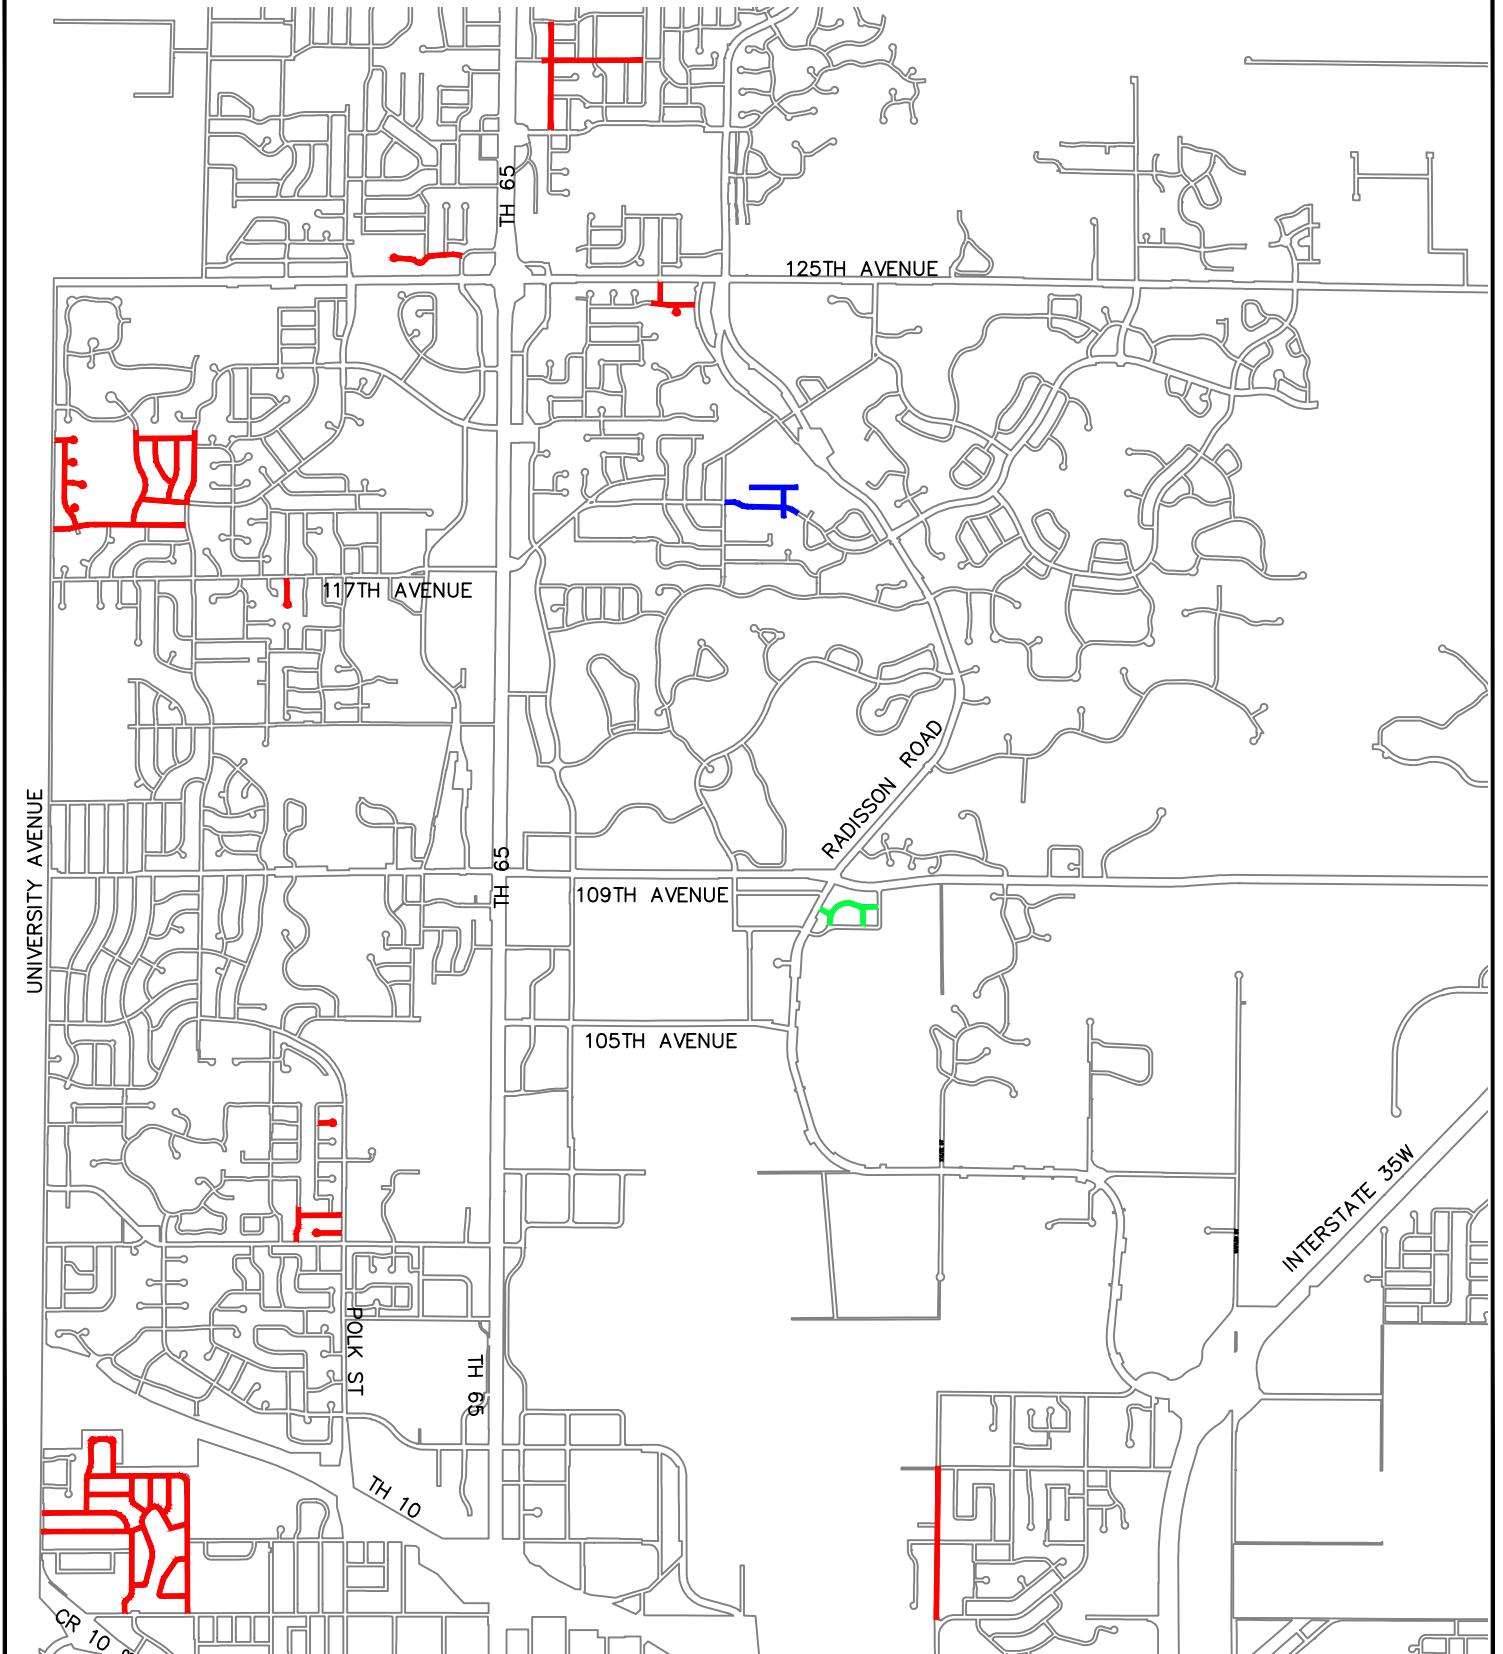 TH 65
125TH AVENUE
117TH AVENUE
RADISSON ROAD
UNIVERSITY AVENUE
TH 65
109TH AVENUE
105TH AVENUE
INTERSTATE 35W
POLK ST
TH 65
TH 10
CR 10